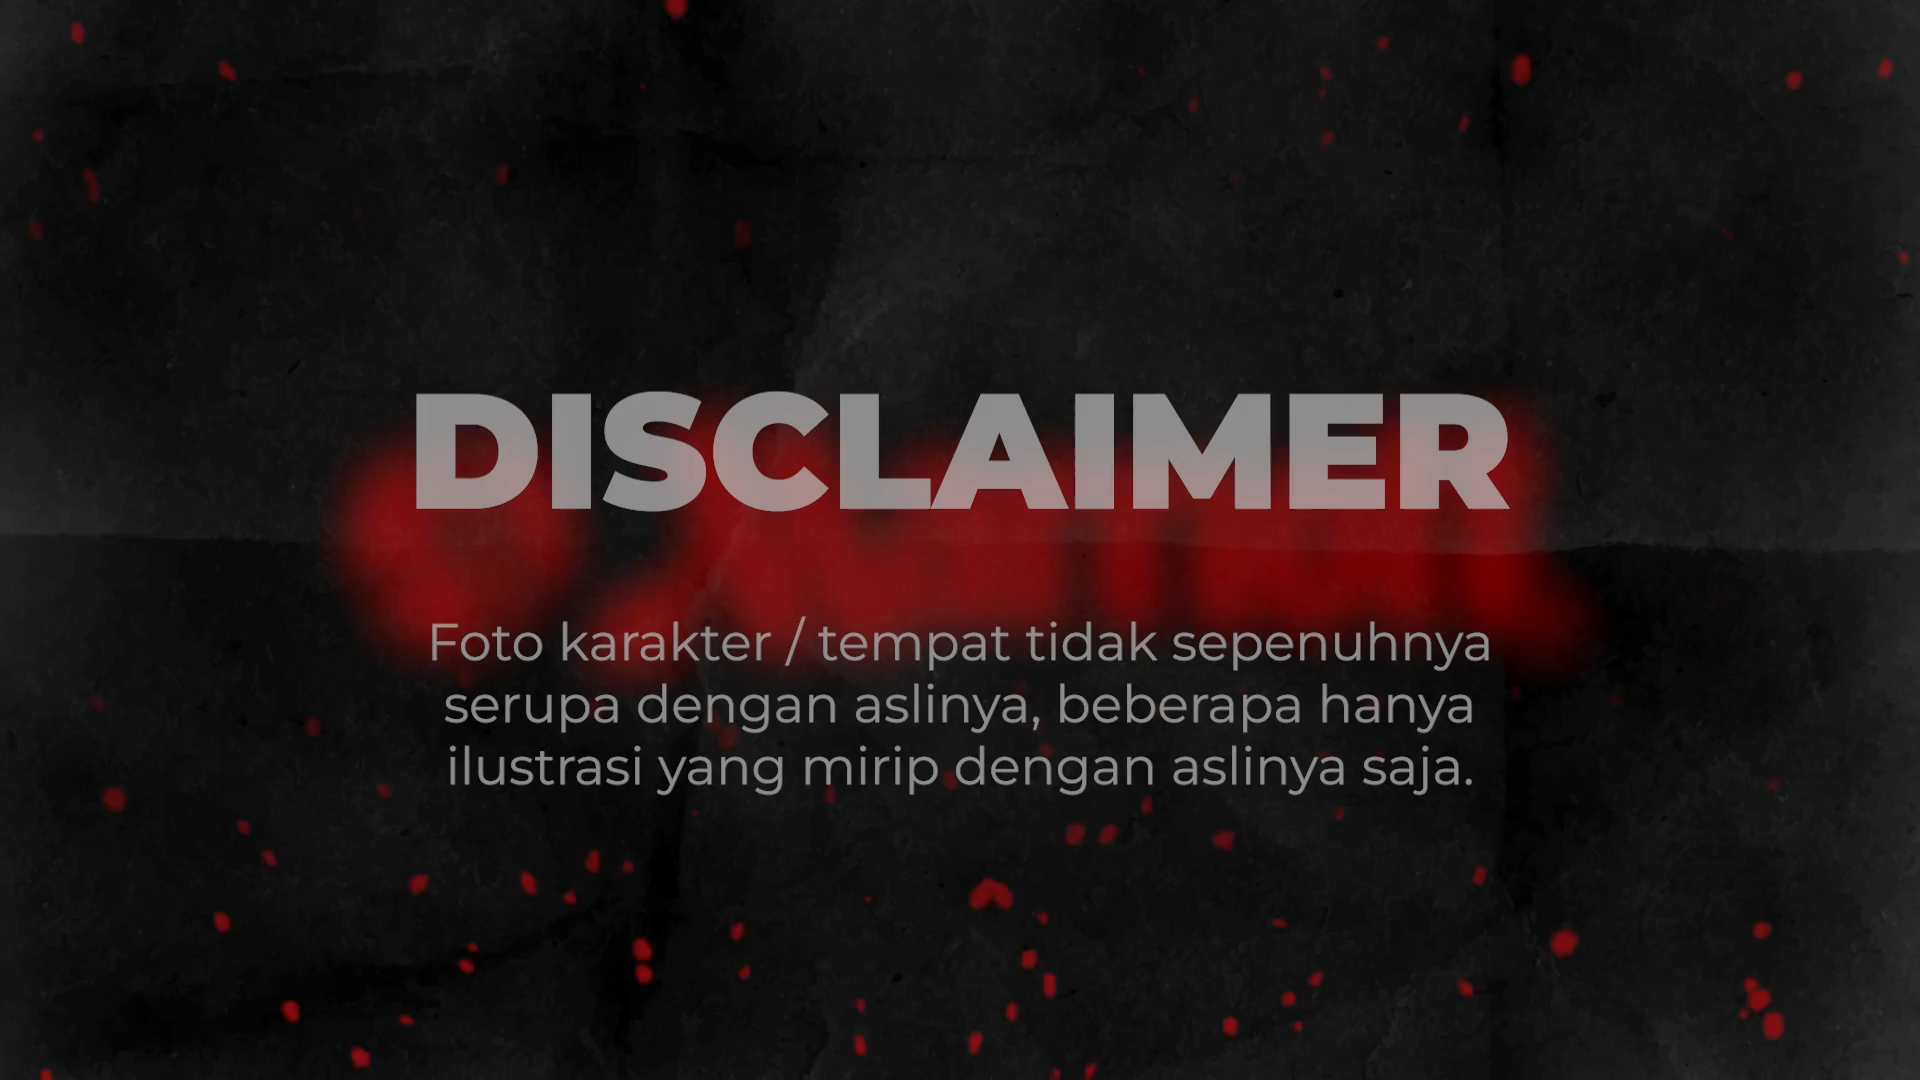 DISCLAIMER
Foto karakter / tempat tidak sepenuhnya
serupa dengan aslinya, beberapa hanya
ilustrasi yang mirip dengan aslinya saja.